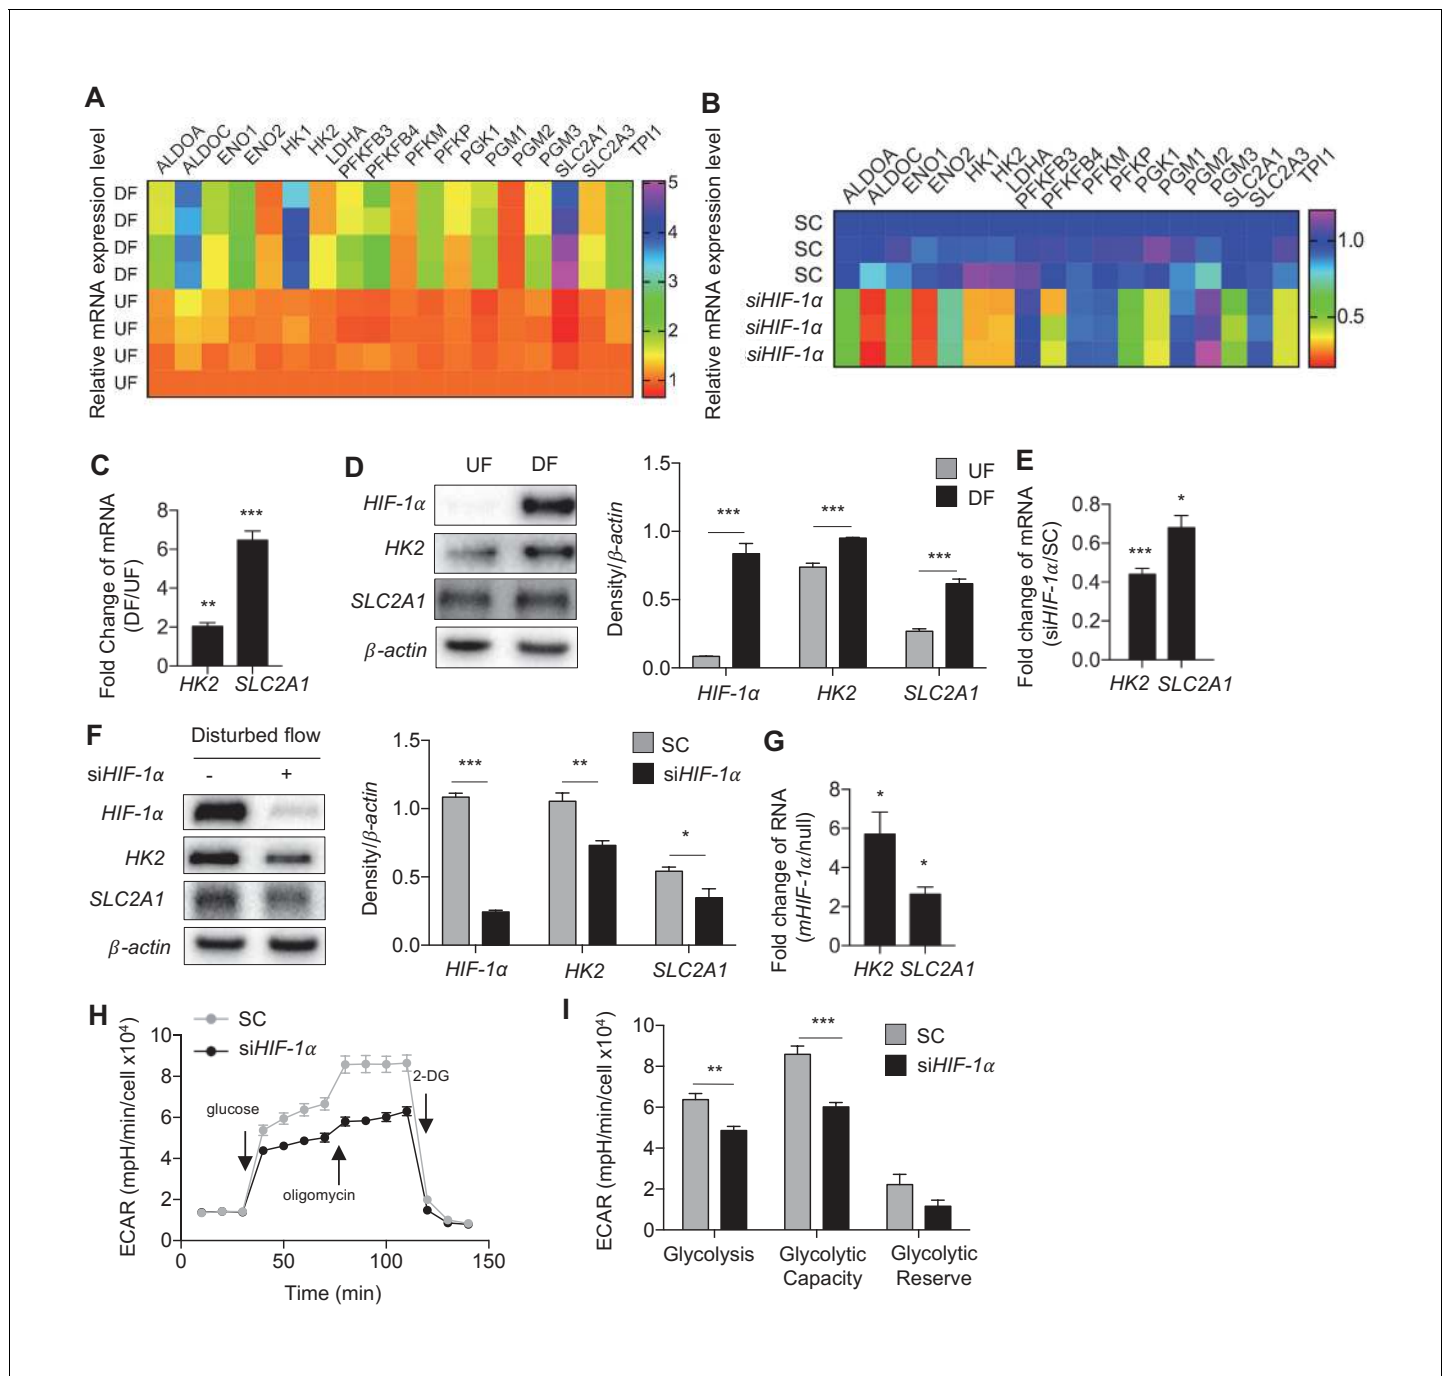 A
Relative mRNA expression level
ALDOA ALDOC ENO1 ENO2 HK1 HK2 LDHA PFKFB3 PFKFB4 PFKM PFKP PGK1 PGM1 PGM2 PGM3 SLC2A1 SLC2A3 TPI1
DF
DF
DF
DF
UF
UF
UF
UF
5
4
3
2
1
B
Relative mRNA expression level
ALDOA ALDOC ENO1 ENO2 HK1 HK2 LDHA PFKFB3 PFKFB4 PFKM PFKP PGK1 PGM1 PGM2 PGM3 SLC2A1 SLC2A3 TPI1
SC
SC
SC
siHIF-1α
siHIF-1α
siHIF-1α
1.0
0.5
C
Fold Change of mRNA
(DF/UF)
8
6
4
2
0
**
***
HK2 SLC2A1
D
UF DF
HIF-1α
HK2
SLC2A1
β-actin
Density/β-actin
1.5
1.0
0.5
0.0
***
***
***
UF
DF
HIF-1α HK2 SLC2A1
E
Fold change of mRNA
(siHIF-1α/SC)
0.8
0.6
0.4
0.2
0.0
***
*
HK2 SLC2A1
F
Disturbed flow
siHIF-1α - +
HIF-1α
HK2
SLC2A1
β-actin
Density/β-actin
1.5
1.0
0.5
0.0
***
**
*
SC
siHIF-1α
HIF-1α HK2 SLC2A1
G
Fold change of RNA
(mHIF-1α/null)
8
6
4
2
0
*
*
HK2 SLC2A1
H
SC
siHIF-1α
ECAR (mpH/min/cell x10⁴)
10
8
6
4
2
0
glucose
oligomycin
2-DG
0 50 100 150
Time (min)
I
ECAR (mpH/min/cell x10⁴)
10
8
6
4
2
0
**
***
SC
siHIF-1α
Glycolysis
Glycolytic
Capacity
Glycolytic
Reserve